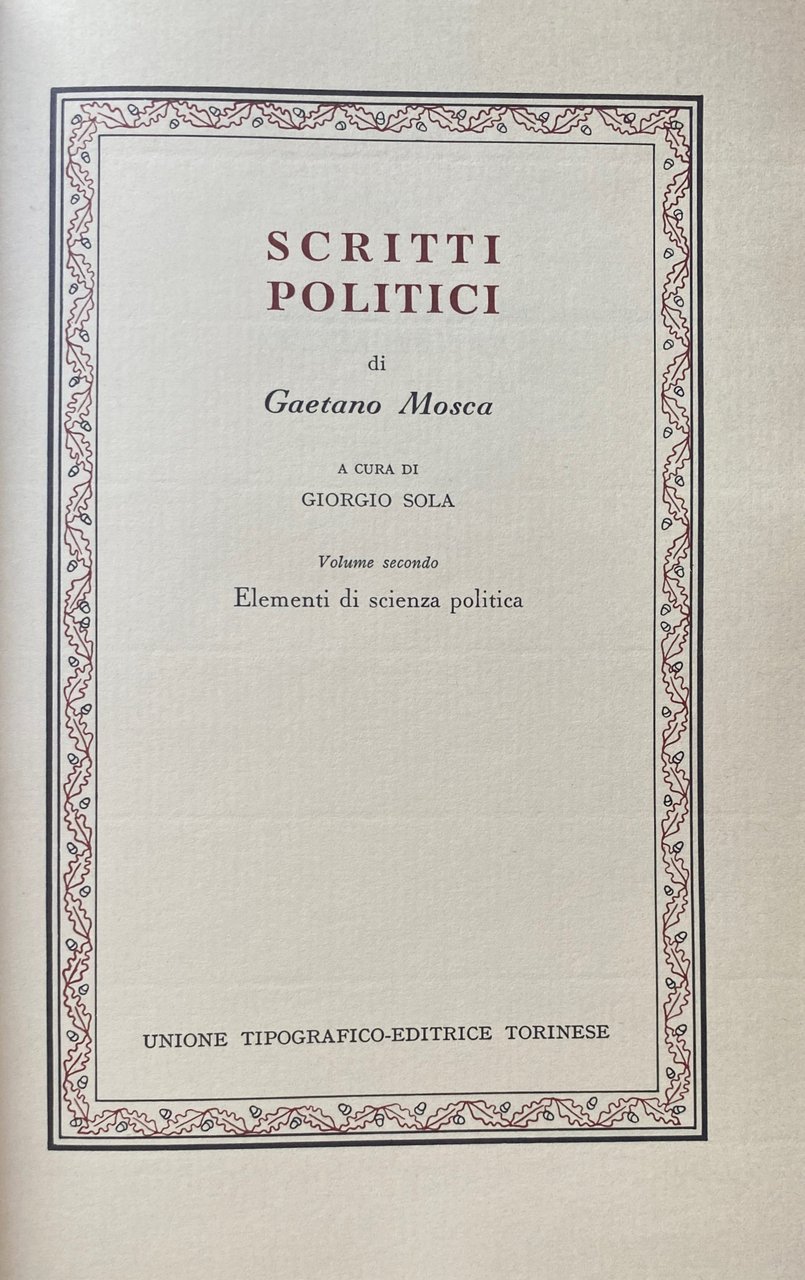 SCRITTI
POLITICI
di
Gaetano Mosca
A CURA DI
GIORGIO SOLA
Volume secondo
Elementi di scienza politica
UNIONE TIPOGRAFICO-EDITRICE TORINESE